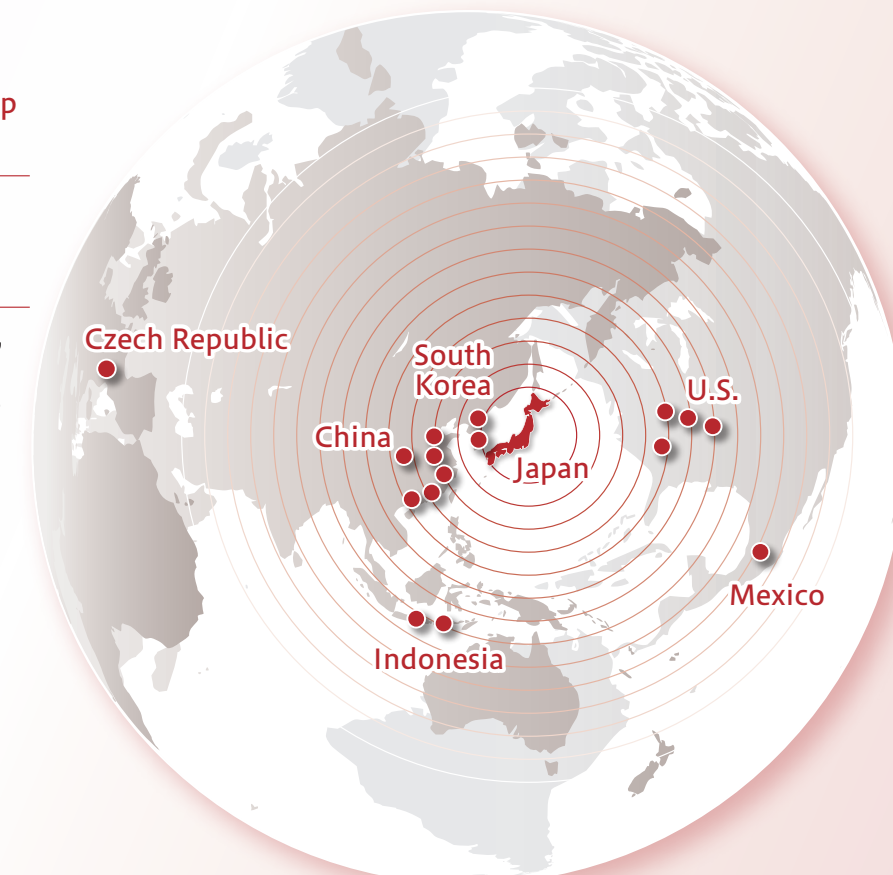 p
,
Czech Republic
South
Korea
U.S.
China
Japan
Mexico
Indonesia